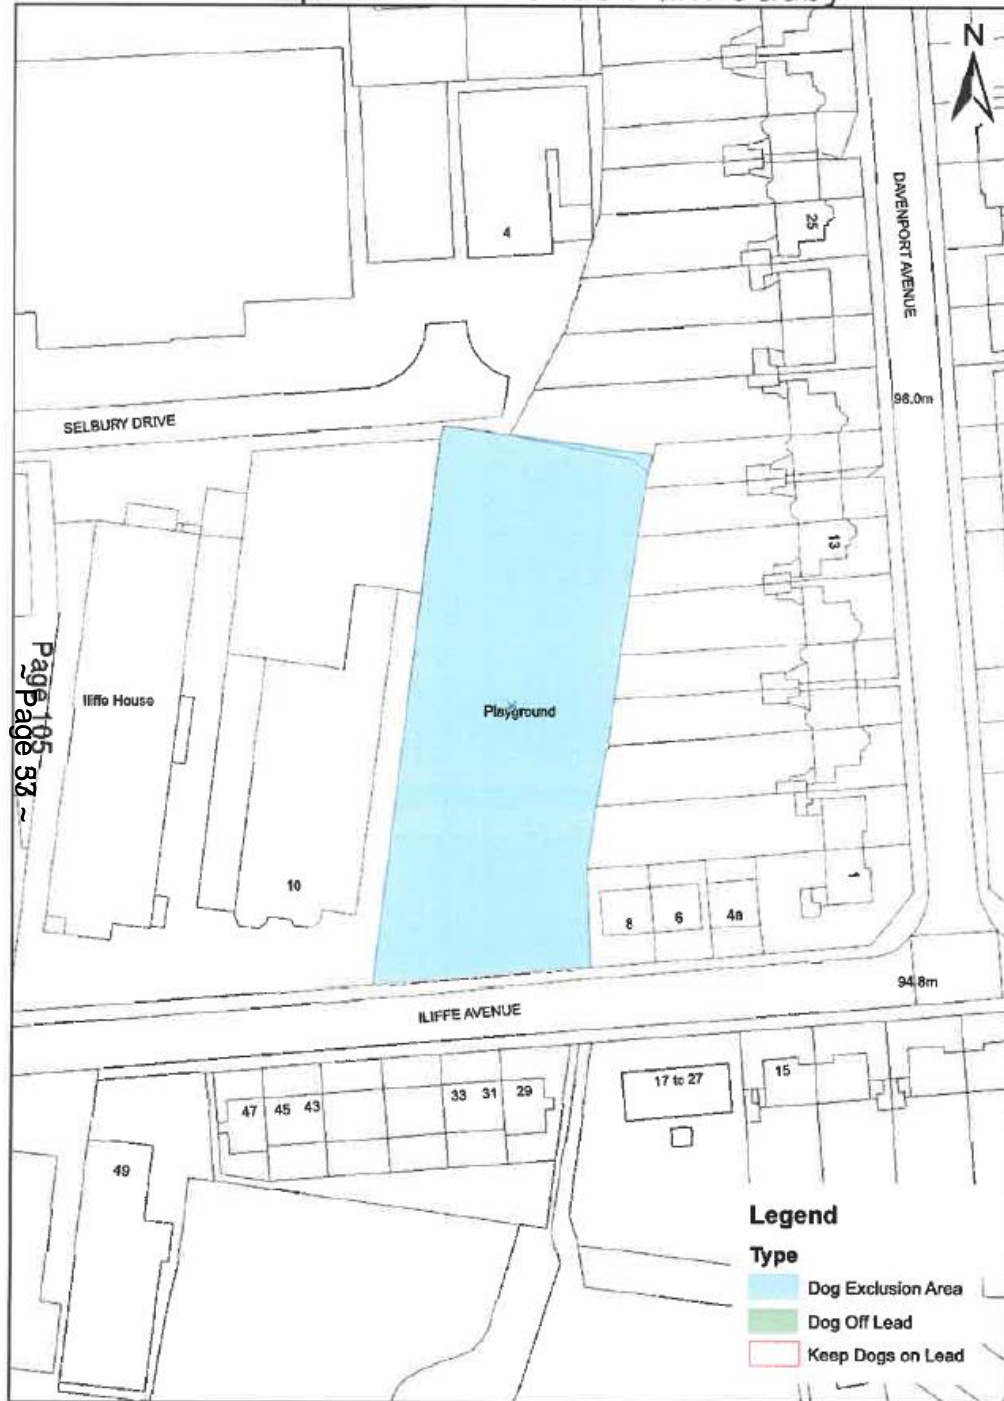 N
DAVENPORT AVENUE
25
4
96.0m
SELBURY DRIVE
13
Iliffe House
Playground
Page 105
~ Page 53 ~
10
1
8
6
4a
94.8m
ILIFFE AVENUE
47
45
43
33
31
29
17 to 27
15
49
Legend
Type
Dog Exclusion Area
Dog Off Lead
Keep Dogs on Lead